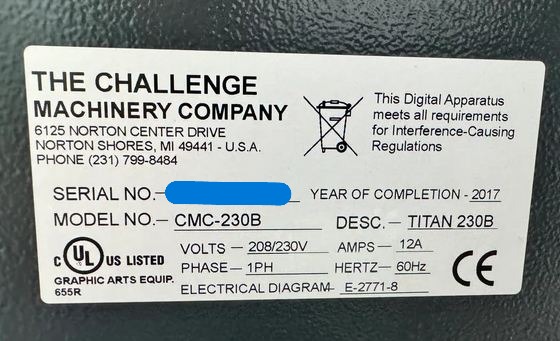 THE CHALLENGE
MACHINERY COMPANY
6125 NORTON CENTER DRIVE
NORTON SHORES, MI 49441 - U.S.A.
PHONE (231) 799-8484
This Digital Apparatus
meets all requirements
for Interference-Causing
Regulations
SERIAL NO.- YEAR OF COMPLETION - 2017
MODEL NO.- CMC-230B DESC. - TITAN 230B
VOLTS - 208/230V AMPS - 12A
PHASE - 1PH HERTZ- 60Hz
ELECTRICAL DIAGRAM- E-2771-8
C UL US LISTED
GRAPHIC ARTS EQUIP.
655R
CE